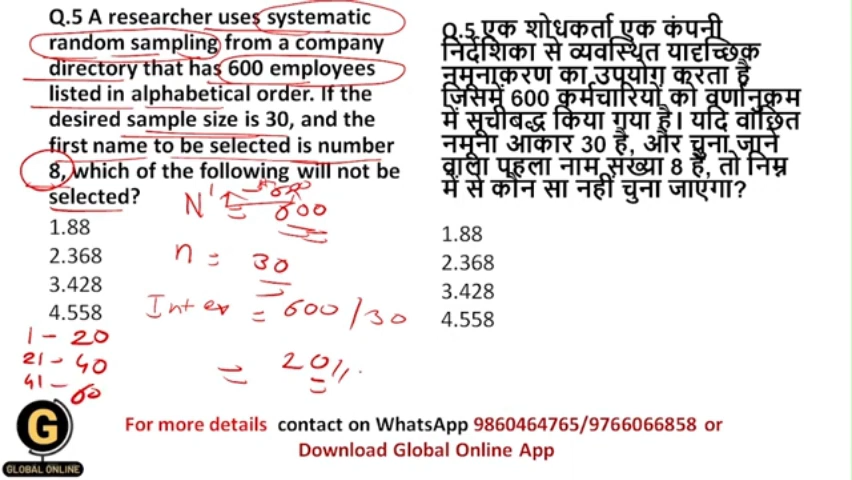 Q.5 A researcher uses systematic
random sampling from a company
directory that has 600 employees
listed in alphabetical order. If the
desired sample size is 30, and the
first name to be selected is number
8, which of the following will not be
selected?
1.88
2.368
3.428
4.558
N = 600
n = 30
Inter = 600/30
= 20
1 - 20
21 - 40
41 - 60
Q.5 एक शोधकर्ता एक कंपनी
निर्देशिका से व्यवस्थित यादृच्छिक
नमूनाकरण का उपयोग करता है
जिसमें 600 कर्मचारियों को वर्णानुक्रम
में सूचीबद्ध किया गया है। यदि वांछित
नमूना आकार 30 है, और चुना जाने
वाला पहला नाम संख्या 8 है, तो निम्न
में से कौन सा नहीं चुना जाएगा?
1.88
2.368
3.428
4.558
G
GLOBAL ONLINE
For more details contact on WhatsApp 9860464765/9766066858 or
Download Global Online App